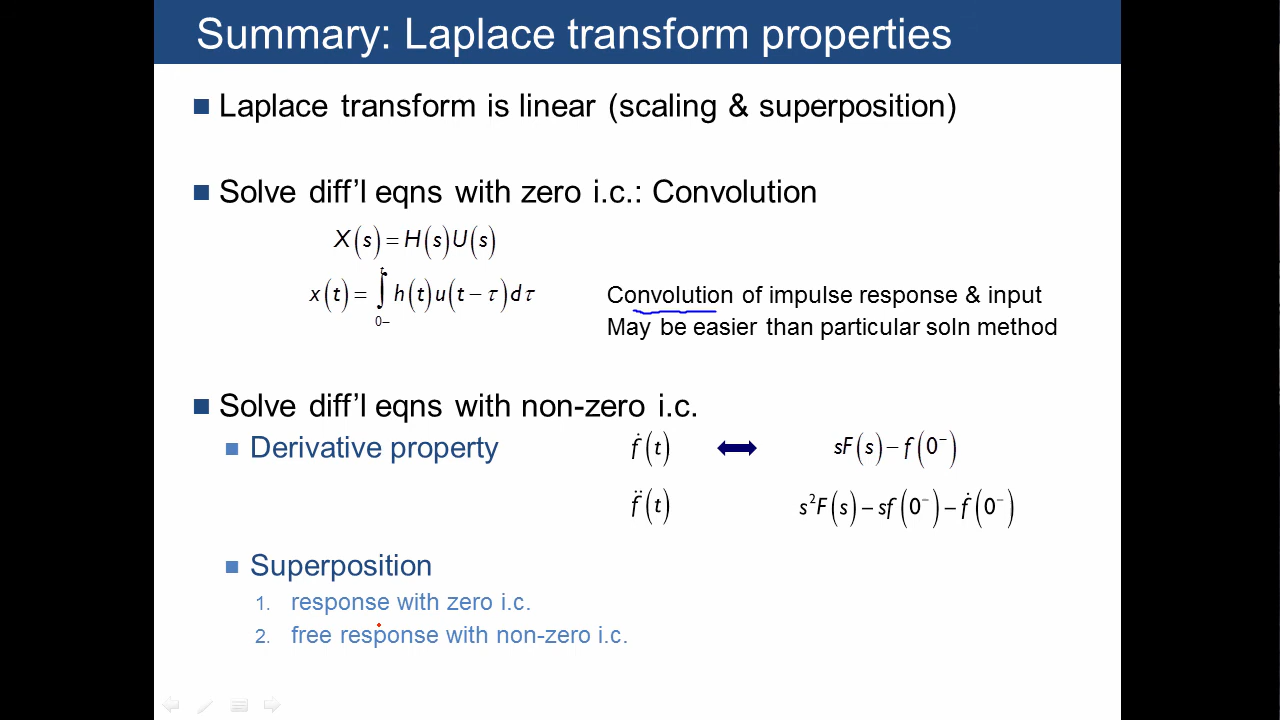 Summary: Laplace transform properties
Laplace transform is linear (scaling & superposition)
Solve diff'l eqns with zero i.c.: Convolution
X(s) = H(s)U(s)
x(t) = ∫₀₋ᵗ h(t)u(t − τ)dτ
Convolution of impulse response & input
May be easier than particular soln method
Solve diff'l eqns with non-zero i.c.
Derivative property ḟ(t) ↔ sF(s) − f(0⁻)
f̈(t) s²F(s) − sf(0⁻) − ḟ(0⁻)
Superposition
1. response with zero i.c.
2. free response with non-zero i.c.